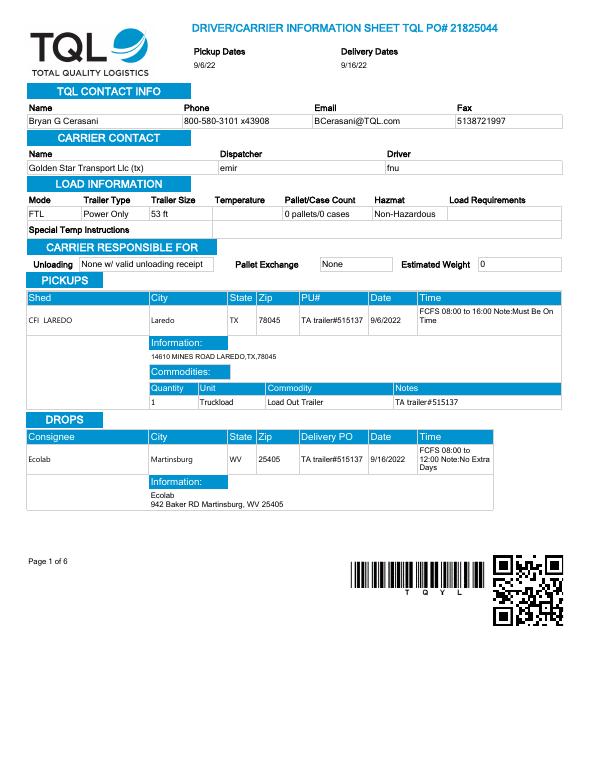 DRIVER/CARRIER INFORMATION SHEET TQL PO# 21825044
TQL
TOTAL QUALITY LOGISTICS
Pickup Dates Delivery Dates
9/6/22 9/16/22
TQL CONTACT INFO
Name Phone Email Fax
Bryan G Cerasani 800-580-3101 x43908 BCerasani@TQL.com 5138721997
CARRIER CONTACT
Name Dispatcher Driver
Golden Star Transport Llc (tx) emir fnu
LOAD INFORMATION
Mode Trailer Type Trailer Size Temperature Pallet/Case Count Hazmat Load Requirements
FTL Power Only 53 ft 0 pallets/0 cases Non-Hazardous
Special Temp Instructions
CARRIER RESPONSIBLE FOR
Unloading None w/ valid unloading receipt Pallet Exchange None Estimated Weight 0
PICKUPS
Shed City State Zip PU# Date Time
CFI LAREDO Laredo TX 78045 TA trailer#515137 9/6/2022 FCFS 08:00 to 16:00 Note:Must Be On
Time
Information:
14610 MINES ROAD LAREDO,TX,78045
Commodities:
Quantity Unit Commodity Notes
1 Truckload Load Out Trailer TA trailer#515137
DROPS
Consignee City State Zip Delivery PO Date Time
Ecolab Martinsburg WV 25405 TA trailer#515137 9/16/2022 FCFS 08:00 to
12:00 Note:No Extra
Days
Information:
Ecolab
942 Baker RD Martinsburg, WV 25405
Page 1 of 6
T Q Y L